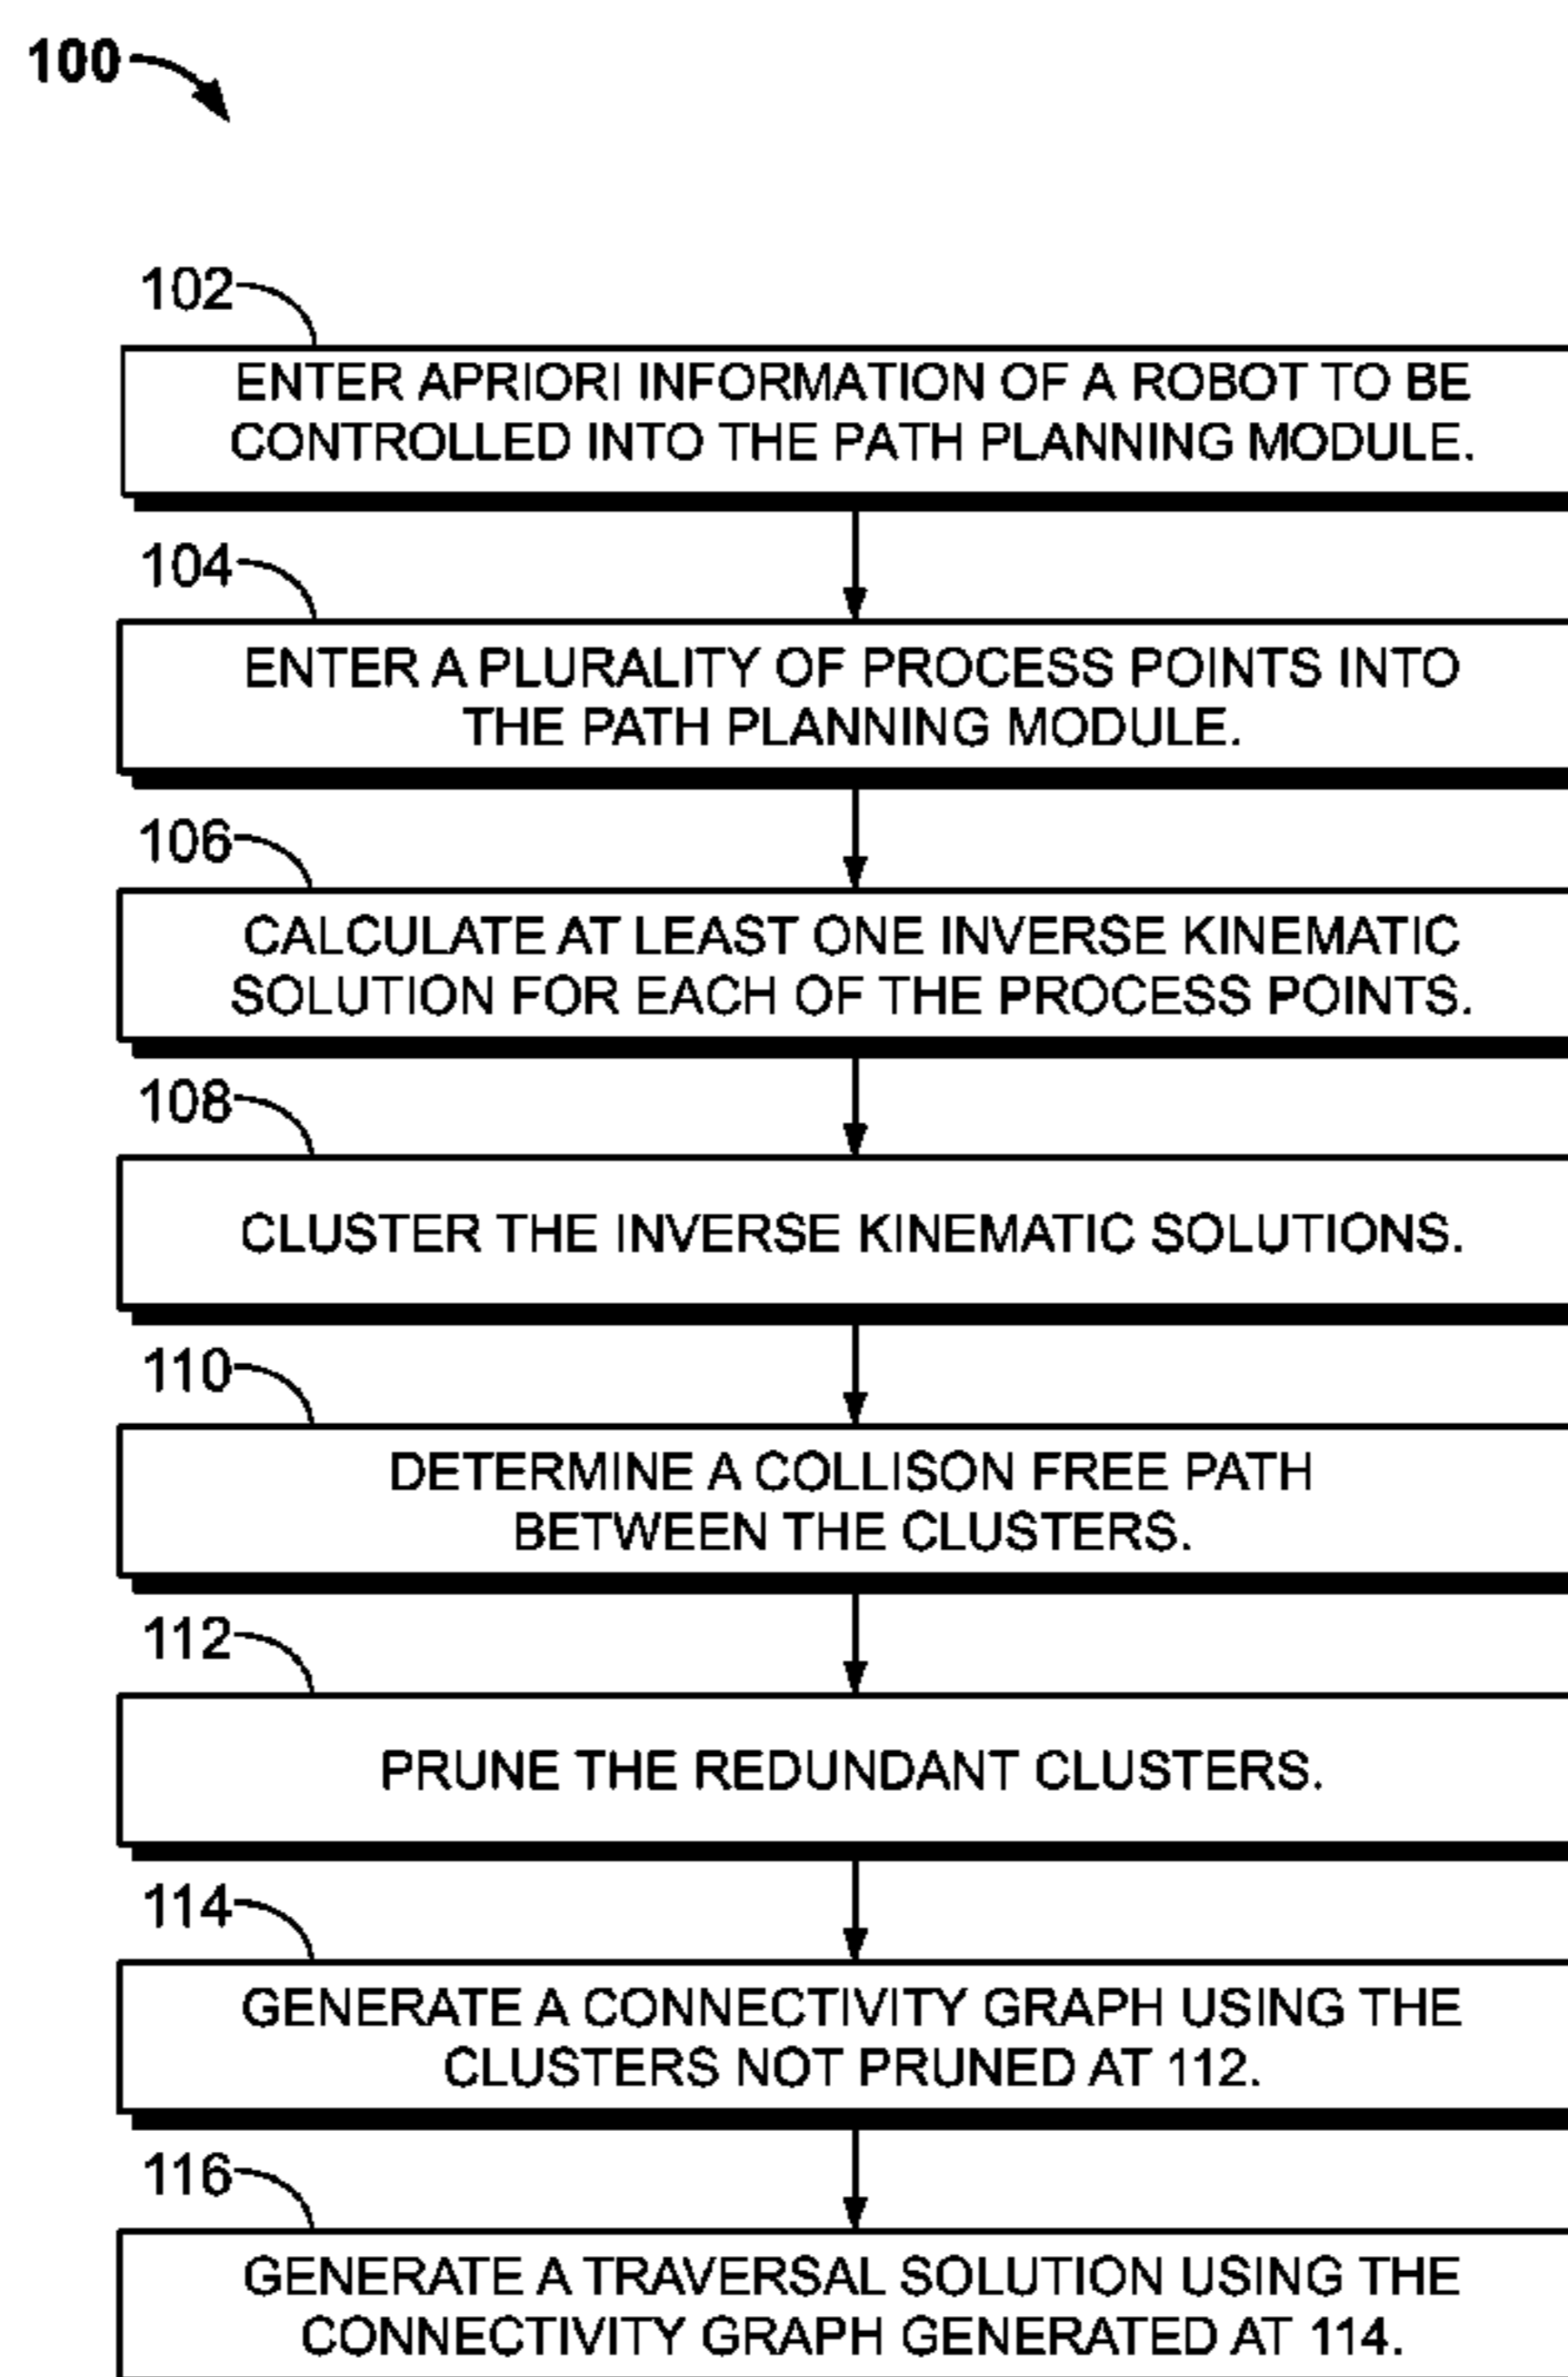 100
102
ENTER APRIORI INFORMATION OF A ROBOT TO BE
CONTROLLED INTO THE PATH PLANNING MODULE.
104
ENTER A PLURALITY OF PROCESS POINTS INTO
THE PATH PLANNING MODULE.
106
CALCULATE AT LEAST ONE INVERSE KINEMATIC
SOLUTION FOR EACH OF THE PROCESS POINTS.
108
CLUSTER THE INVERSE KINEMATIC SOLUTIONS.
110
DETERMINE A COLLISON FREE PATH
BETWEEN THE CLUSTERS.
112
PRUNE THE REDUNDANT CLUSTERS.
114
GENERATE A CONNECTIVITY GRAPH USING THE
CLUSTERS NOT PRUNED AT 112.
116
GENERATE A TRAVERSAL SOLUTION USING THE
CONNECTIVITY GRAPH GENERATED AT 114.